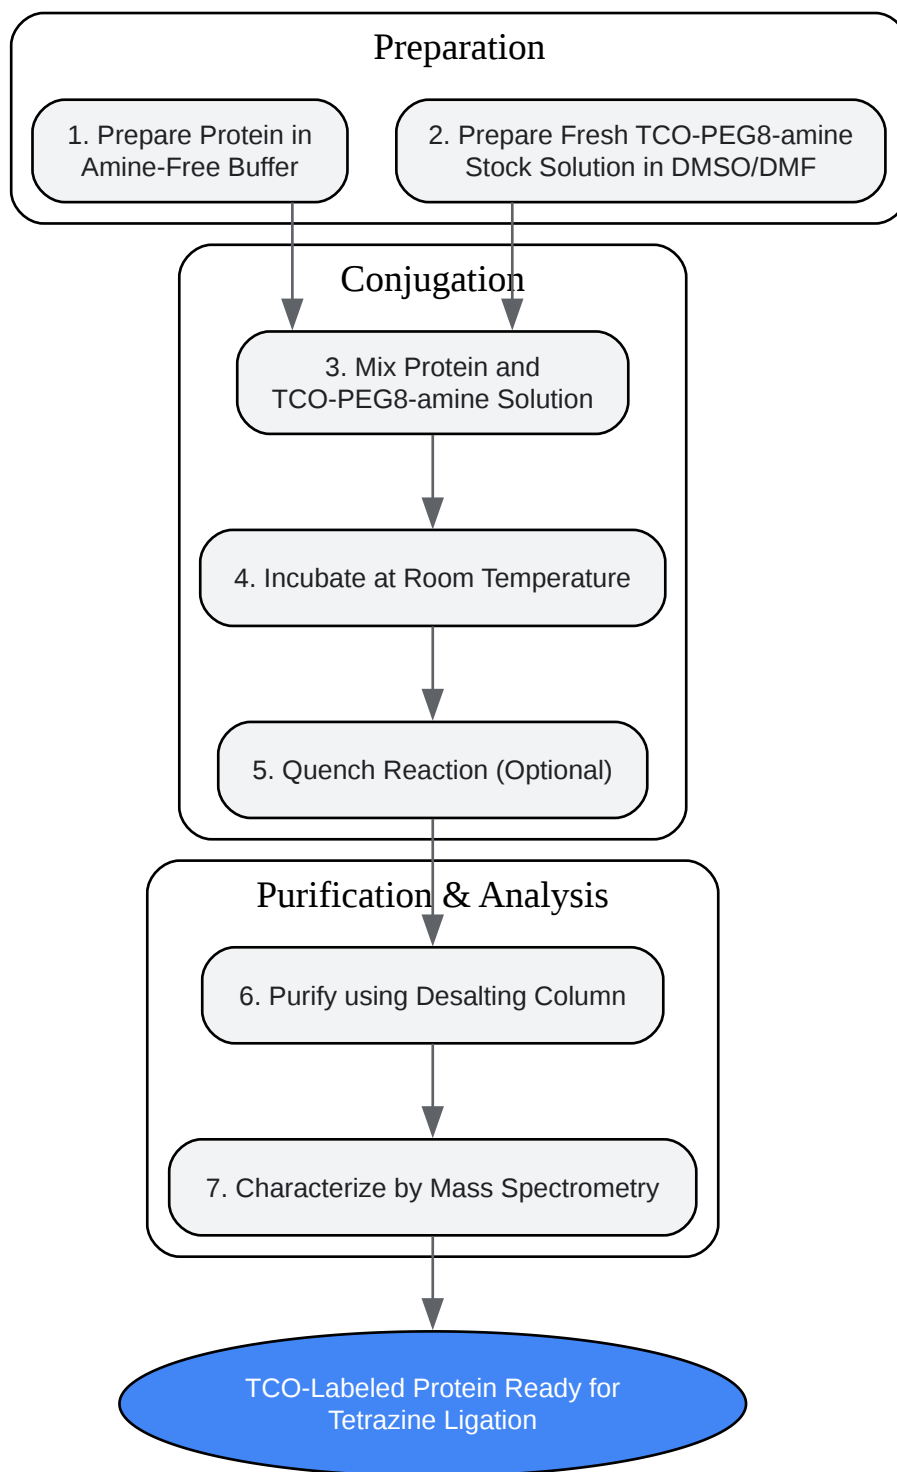 Preparation
1. Prepare Protein in
Amine-Free Buffer
2. Prepare Fresh TCO-PEG8-amine
Stock Solution in DMSO/DMF
Conjugation
3. Mix Protein and
TCO-PEG8-amine Solution
4. Incubate at Room Temperature
5. Quench Reaction (Optional)
Purification & Analysis
6. Purify using Desalting Column
7. Characterize by Mass Spectrometry
TCO-Labeled Protein Ready for
Tetrazine Ligation